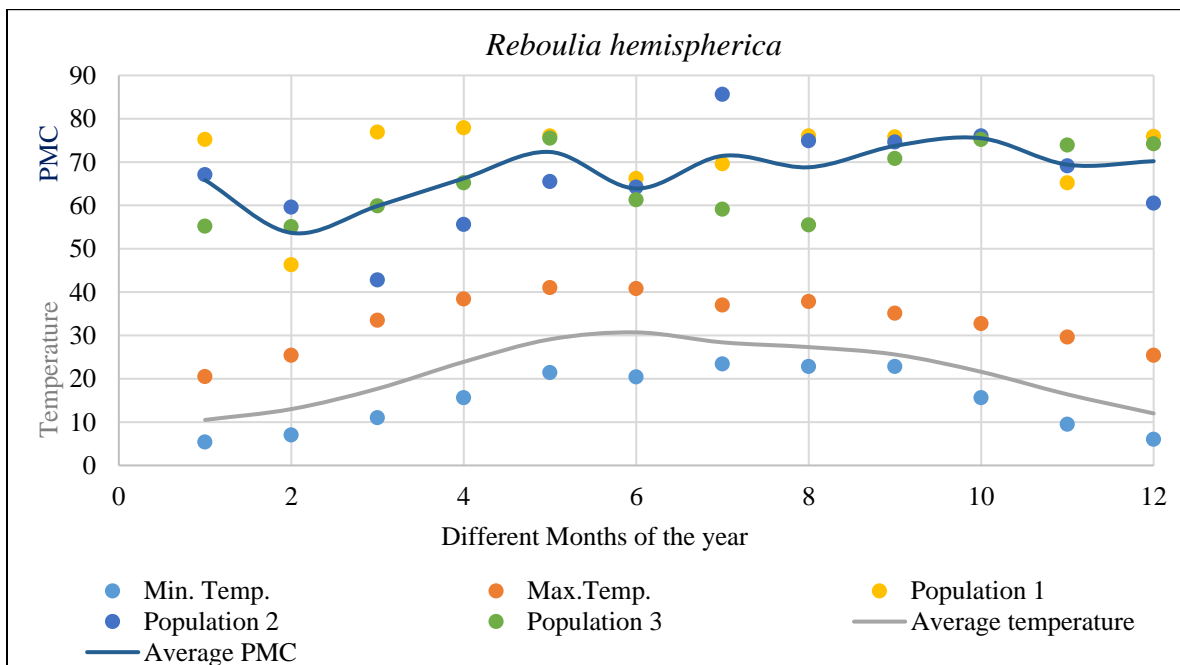 Reboulia hemispherica
90
80
70
60
50
40
30
20
10
0
PMC
Temperature
0 2 4 6 8 10 12
Different Months of the year
Min. Temp. Max.Temp. Population 1
Population 2 Population 3 Average temperature
Average PMC